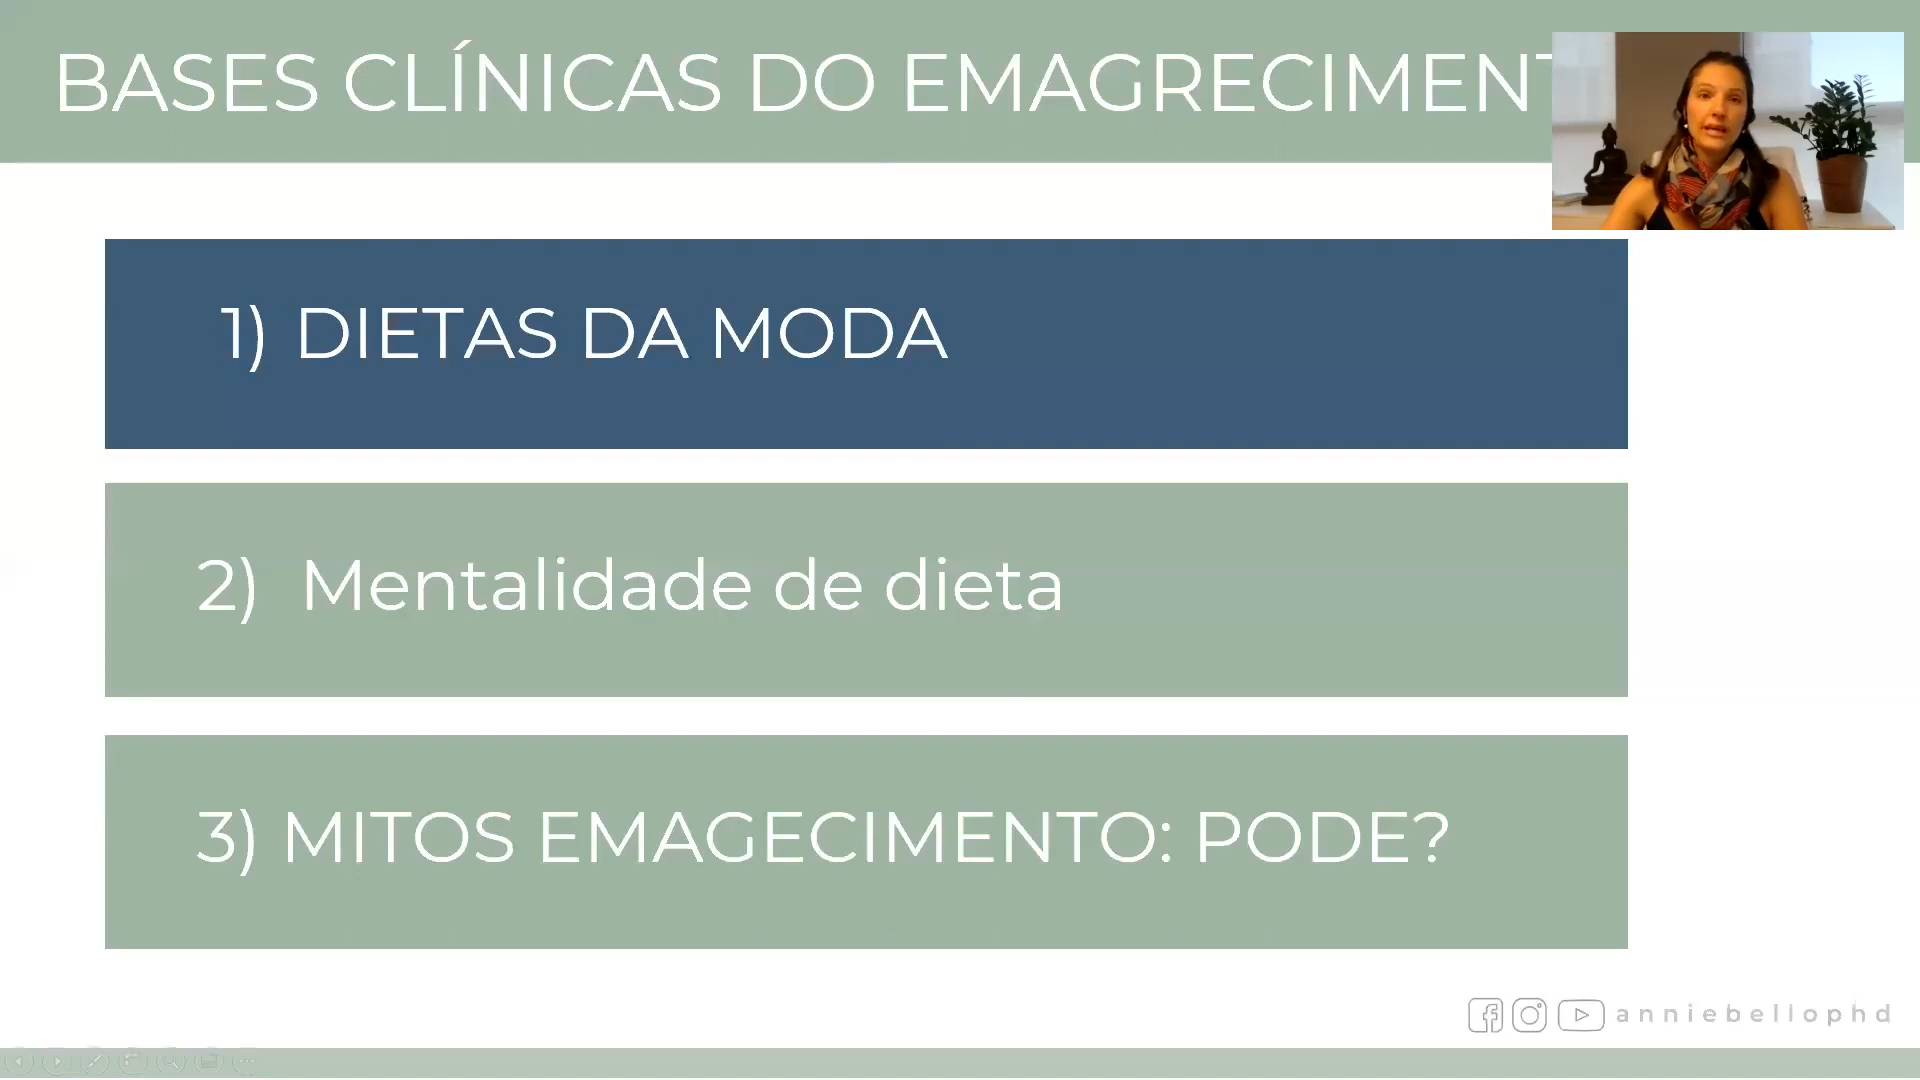 BASES CLÍNICAS DO EMAGRECIMENT
1) DIETAS DA MODA
2) Mentalidade de dieta
3) MITOS EMAGECIMENTO: PODE?
anniebellophd